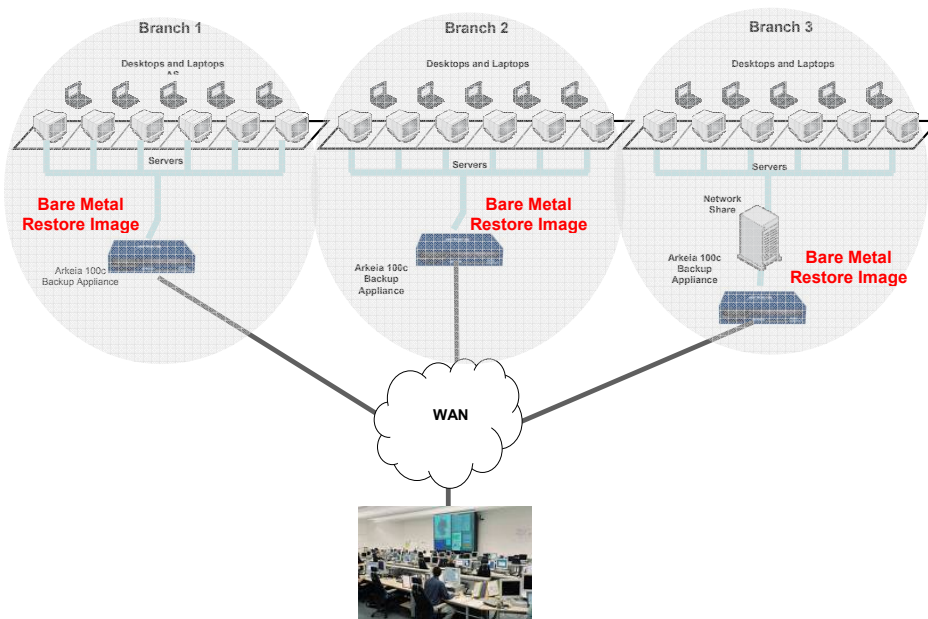 Branch 1
Desktops and Laptops
Servers
Bare Metal
Restore Image
Arkeia 100c
Backup Appliance
Branch 2
Desktops and Laptops
Servers
Bare Metal
Restore Image
Arkeia 100c
Backup
Appliance
Branch 3
Desktops and Laptops
Servers
Network
Share
Arkeia 100c
Backup
Appliance
Bare Metal
Restore Image
WAN